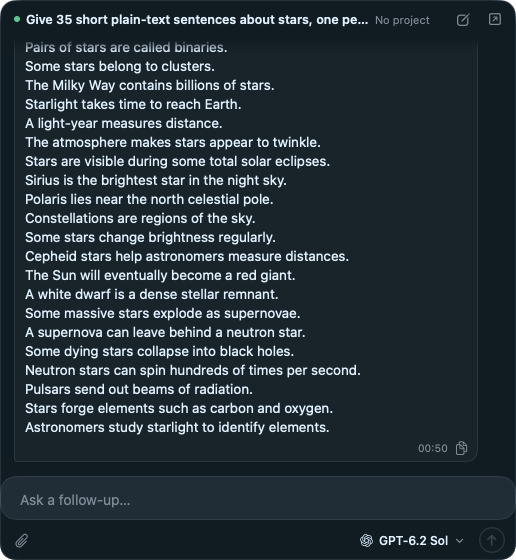 Give 35 short plain-text sentences about stars, one pe... No project
Pairs of stars are called binaries.
Some stars belong to clusters.
The Milky Way contains billions of stars.
Starlight takes time to reach Earth.
A light-year measures distance.
The atmosphere makes stars appear to twinkle.
Stars are visible during some total solar eclipses.
Sirius is the brightest star in the night sky.
Polaris lies near the north celestial pole.
Constellations are regions of the sky.
Some stars change brightness regularly.
Cepheid stars help astronomers measure distances.
The Sun will eventually become a red giant.
A white dwarf is a dense stellar remnant.
Some massive stars explode as supernovae.
A supernova can leave behind a neutron star.
Some dying stars collapse into black holes.
Neutron stars can spin hundreds of times per second.
Pulsars send out beams of radiation.
Stars forge elements such as carbon and oxygen.
Astronomers study starlight to identify elements.
00:50
Ask a follow-up...
GPT-6.2 Sol